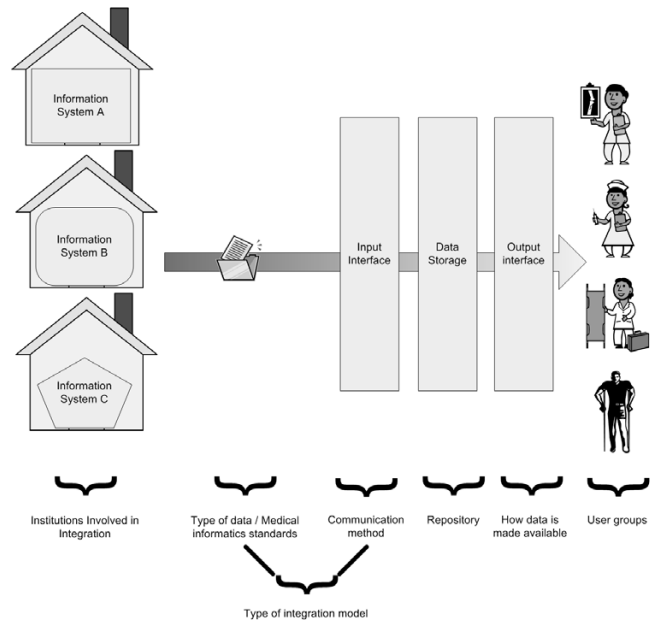 Information
System A
Information
System B
Information
System C
Input
Interface
Data
Storage
Output
interface
Institutions Involved in
Integration
Type of data / Medical
informatics standards
Communication
method
Repository
How data is
made available
User groups
Type of integration model